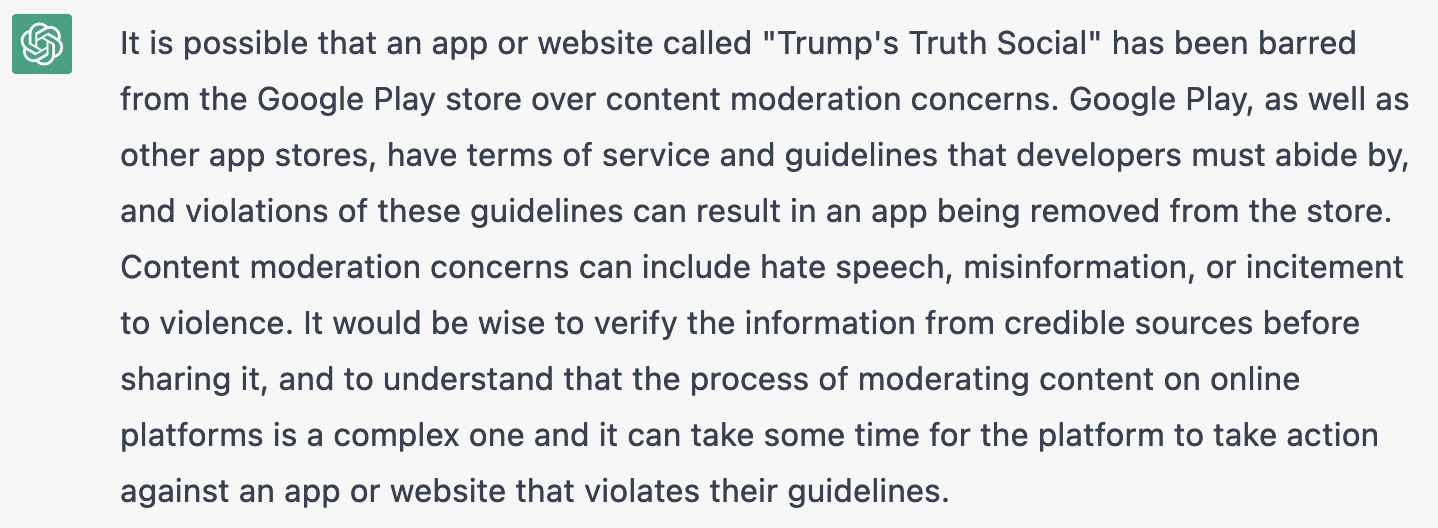 It is possible that an app or website called "Trump's Truth Social" has been barred
from the Google Play store over content moderation concerns. Google Play, as well as
other app stores, have terms of service and guidelines that developers must abide by,
and violations of these guidelines can result in an app being removed from the store.
Content moderation concerns can include hate speech, misinformation, or incitement
to violence. It would be wise to verify the information from credible sources before
sharing it, and to understand that the process of moderating content on online
platforms is a complex one and it can take some time for the platform to take action
against an app or website that violates their guidelines.